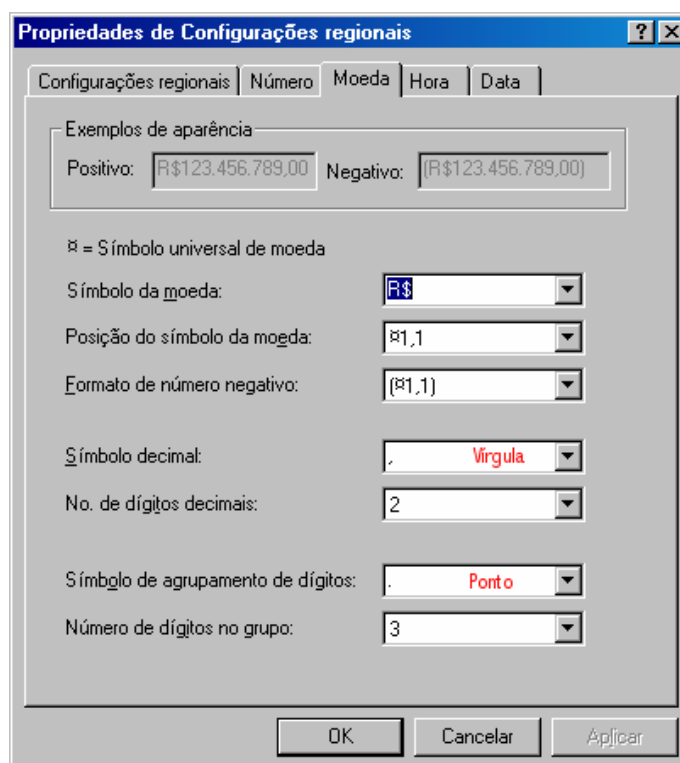 Propriedades de Configurações regionais
Configurações regionais Número Moeda Hora Data
Exemplos de aparência
Positivo: R$123.456.789,00 Negativo: (R$123.456.789,00)
¤ = Símbolo universal de moeda
Símbolo da moeda: R$
Posição do símbolo da moeda: ¤1,1
Formato de número negativo: (¤1,1)
Símbolo decimal: , Vírgula
No. de dígitos decimais: 2
Símbolo de agrupamento de dígitos: . Ponto
Número de dígitos no grupo: 3
OK Cancelar Aplicar